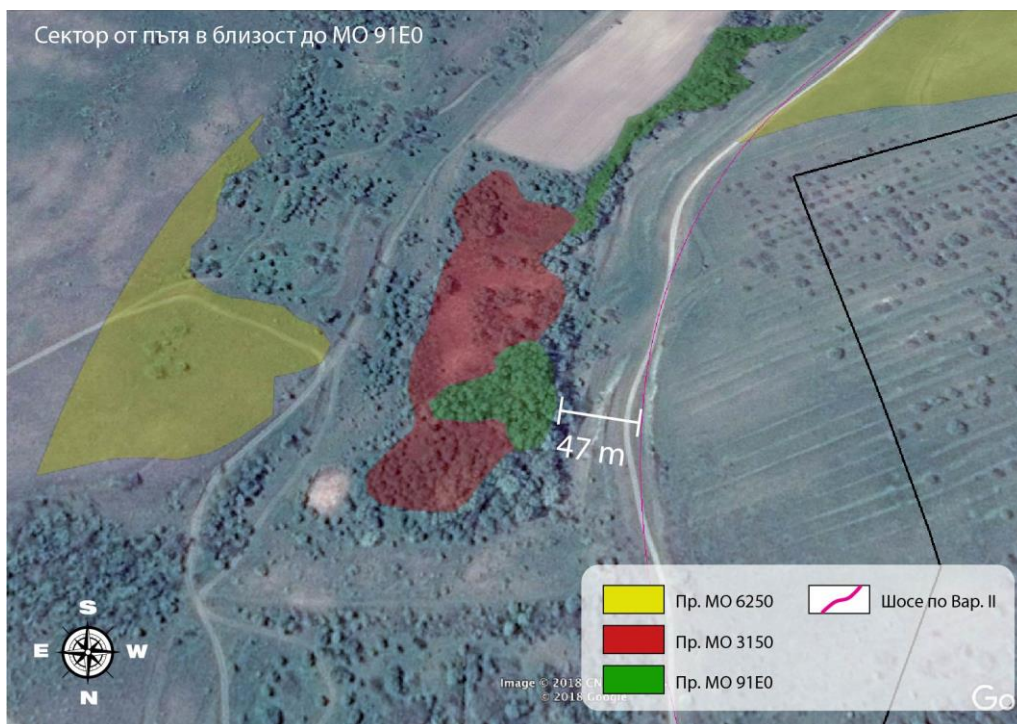 Сектор от пътя в близост до МО 91Е0
47 m
S
E W
N
Пр. МО 6250
Шосе по Вар. II
Пр. МО 3150
Пр. МО 91Е0
Image © 2018
© 2018 Google
Go